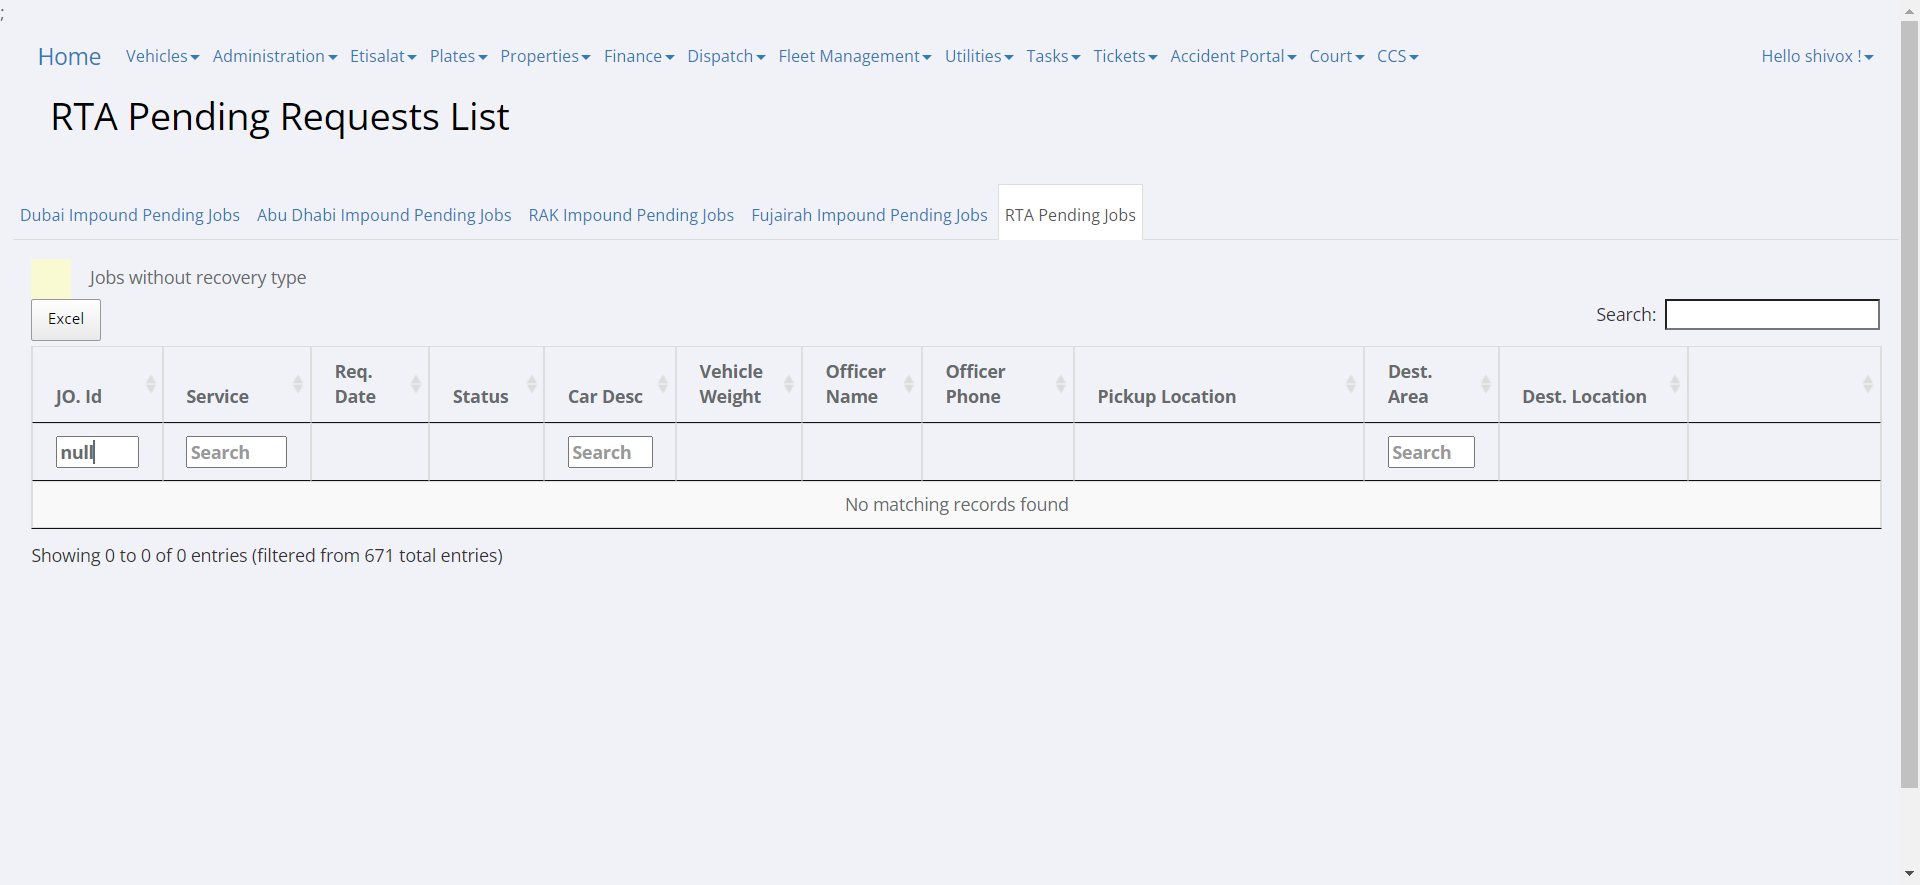 ;
Home Vehicles Administration Etisalat Plates Properties Finance Dispatch Fleet Management Utilities Tasks Tickets Accident Portal Court CCS Hello shivox !
RTA Pending Requests List
Dubai Impound Pending Jobs Abu Dhabi Impound Pending Jobs RAK Impound Pending Jobs Fujairah Impound Pending Jobs RTA Pending Jobs
Jobs without recovery type
Excel Search:
JO. Id Service Req. Date Status Car Desc Vehicle Weight Officer Name Officer Phone Pickup Location Dest. Area Dest. Location
null Search Search Search
No matching records found
Showing 0 to 0 of 0 entries (filtered from 671 total entries)